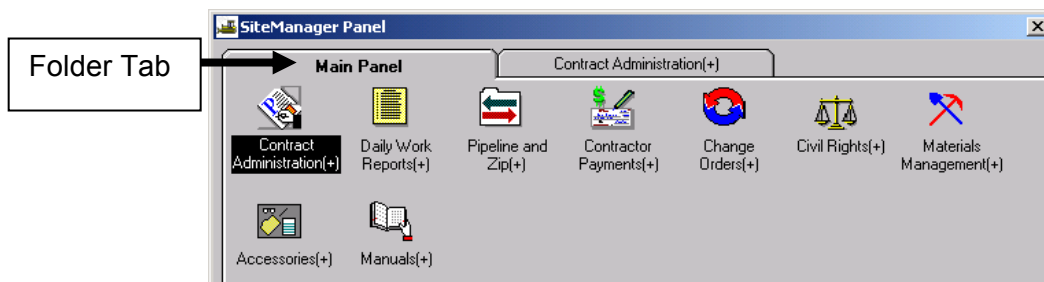 SiteManager Panel
Folder Tab
Main Panel
Contract Administration(+)
Contract
Administration(+)
Daily Work
Reports(+)
Pipeline and
Zip(+)
Contractor
Payments(+)
Change
Orders(+)
Civil Rights(+)
Materials
Management(+)
Accessories(+)
Manuals(+)